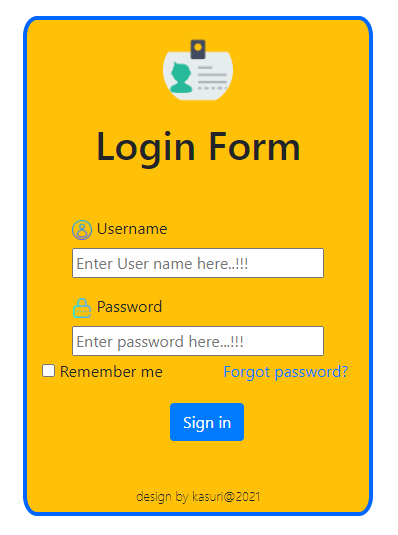 Login Form
Username
Enter User name here..!!!
Password
Enter password here...!!!
Remember me Forgot password?
Sign in
design by kasuri@2021